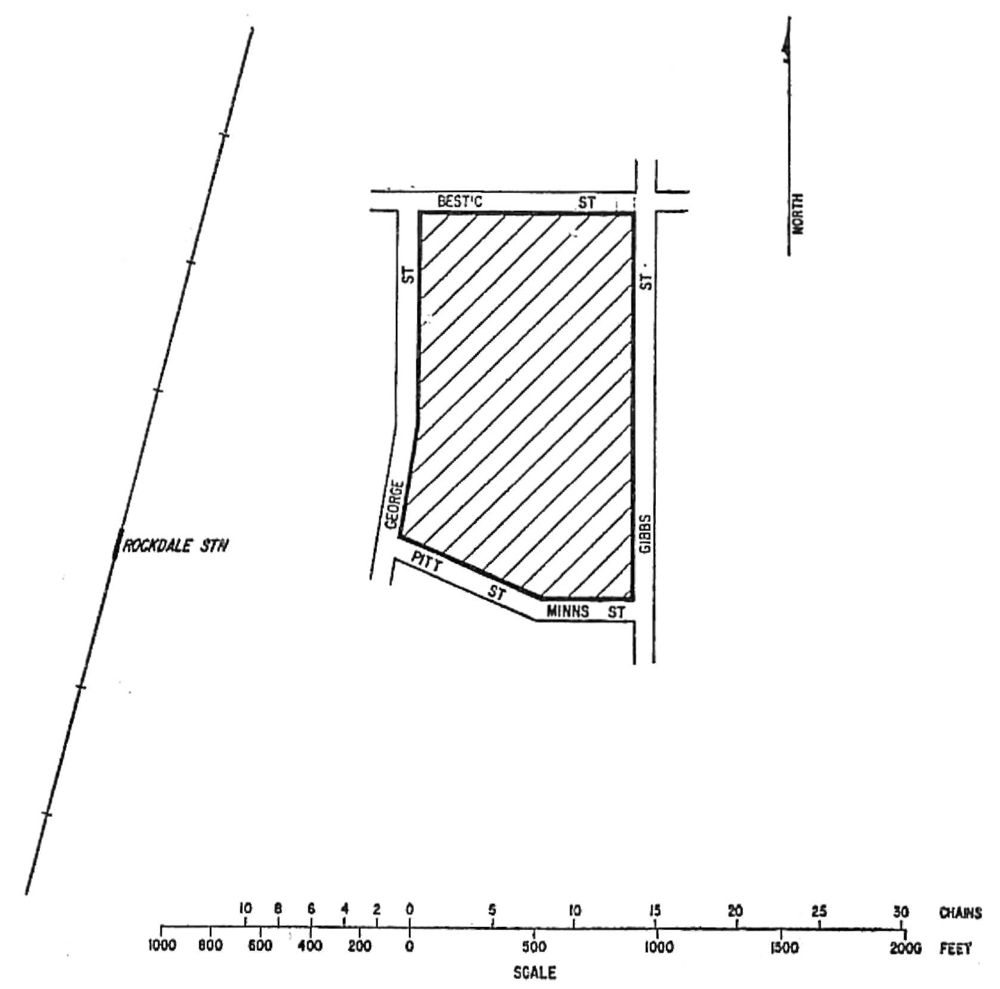 BEST'C ST
NORTH
ST
ST
GEORGE
GIBBS
ROCKDALE STN
PITT
ST
MINNS ST
10 8 6 4 2 0 5 10 15 20 25 30 CHAINS
1000 800 600 400 200 0 500 1000 1500 2000 FEET
SCALE